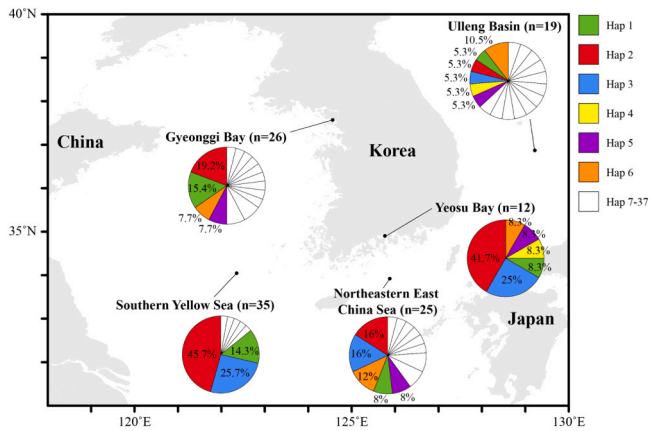 40°N
35°N
120°E
125°E
130°E
China
Korea
Japan
Ulleng Basin (n=19)
10.5%
5.3%
5.3%
5.3%
5.3%
5.3%
Gyeonggi Bay (n=26)
19.2%
15.4%
7.7%
7.7%
Yeosu Bay (n=12)
8.3%
8.3%
8.3%
8.3%
41.7%
25%
Southern Yellow Sea (n=35)
45.7%
14.3%
25.7%
Northeastern East
China Sea (n=25)
16%
16%
12%
8%
8%
Hap 1
Hap 2
Hap 3
Hap 4
Hap 5
Hap 6
Hap 7-37